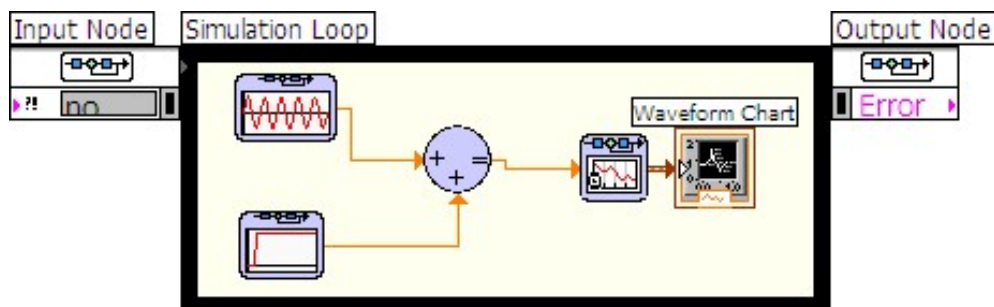 Input Node
Simulation Loop
Output Node
?! no
Error
Waveform Chart
+ + =